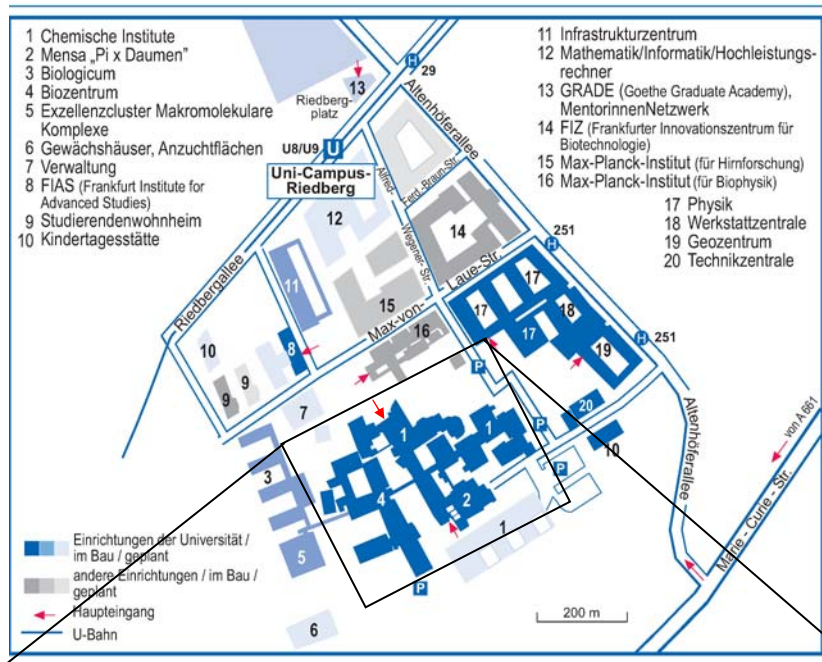 1 Chemische Institute
2 Mensa „Pi x Daumen”
3 Biologicum
4 Biozentrum
5 Exzellenzcluster Makromolekulare
Komplexe
6 Gewächshäuser, Anzuchtflächen
7 Verwaltung
8 FIAS (Frankfurt Institute for
Advanced Studies)
9 Studierendenwohnheim
10 Kindertagesstätte
11 Infrastrukturzentrum
12 Mathematik/Informatik/Hochleistungs-
rechner
13 GRADE (Goethe Graduate Academy),
MentorinnenNetzwerk
14 FIZ (Frankfurter Innovationszentrum für
Biotechnologie)
15 Max-Planck-Institut (für Hirnforschung)
16 Max-Planck-Institut (für Biophysik)
17 Physik
18 Werkstattzentrale
19 Geozentrum
20 Technikzentrale
H
29
13
Riedberg-
platz
Altenhöferallee
U8/U9 U
Uni-Campus-
Riedberg
Alfred-
Wegener-Str.
Ferd.-Braun-Str.
12
14
251
H
Riedbergallee
11
15
Max-von-
Laue-Str.
17
17
18
17
16
H 251
19
10
8
9
9
P
7
20
Altenhöferallee
von A 661
1
1
P
10
3
P
4
2
Marie - Curie - Str.
1
5
P
6
Einrichtungen der Universität /
im Bau / geplant
andere Einrichtungen / im Bau /
geplant
Haupteingang
U-Bahn
200 m